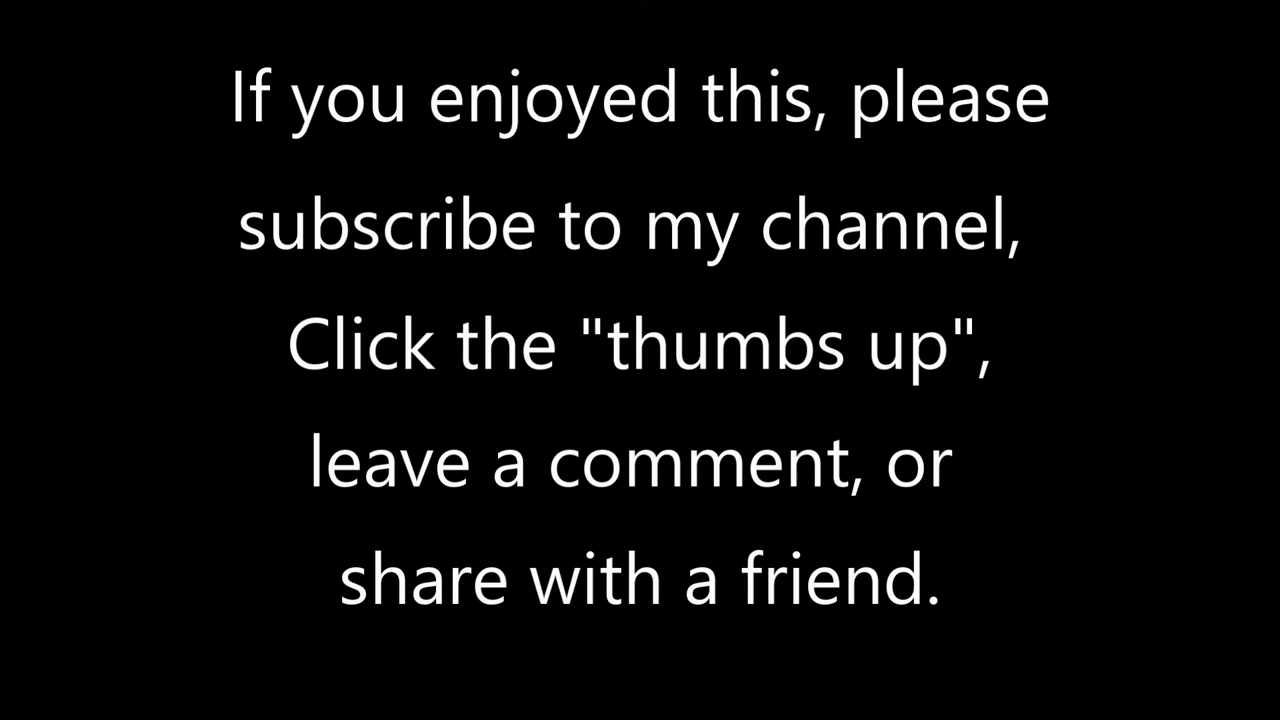 If you enjoyed this, please
subscribe to my channel,
Click the "thumbs up",
leave a comment, or
share with a friend.